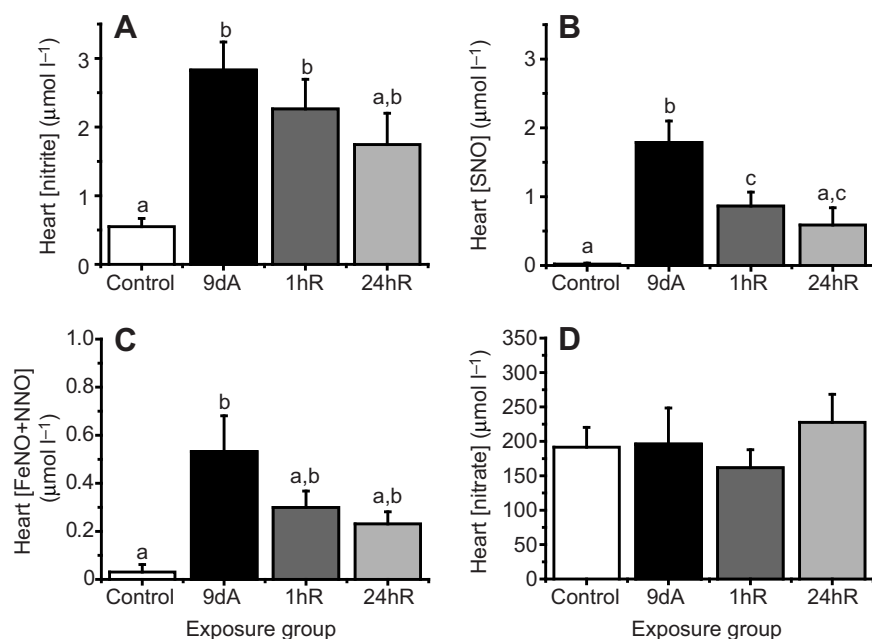 A
Heart [nitrite] (μmol l⁻¹)
3
2
1
0
a
b
b
a,b
Control 9dA 1hR 24hR
B
Heart [SNO] (μmol l⁻¹)
3
2
1
0
a
b
c
a,c
Control 9dA 1hR 24hR
C
Heart [FeNO+NNO]
(μmol l⁻¹)
1.0
0.8
0.6
0.4
0.2
0
a
b
a,b
a,b
Control 9dA 1hR 24hR
Exposure group
D
Heart [nitrate] (μmol l⁻¹)
350
300
250
200
150
100
50
0
Control 9dA 1hR 24hR
Exposure group